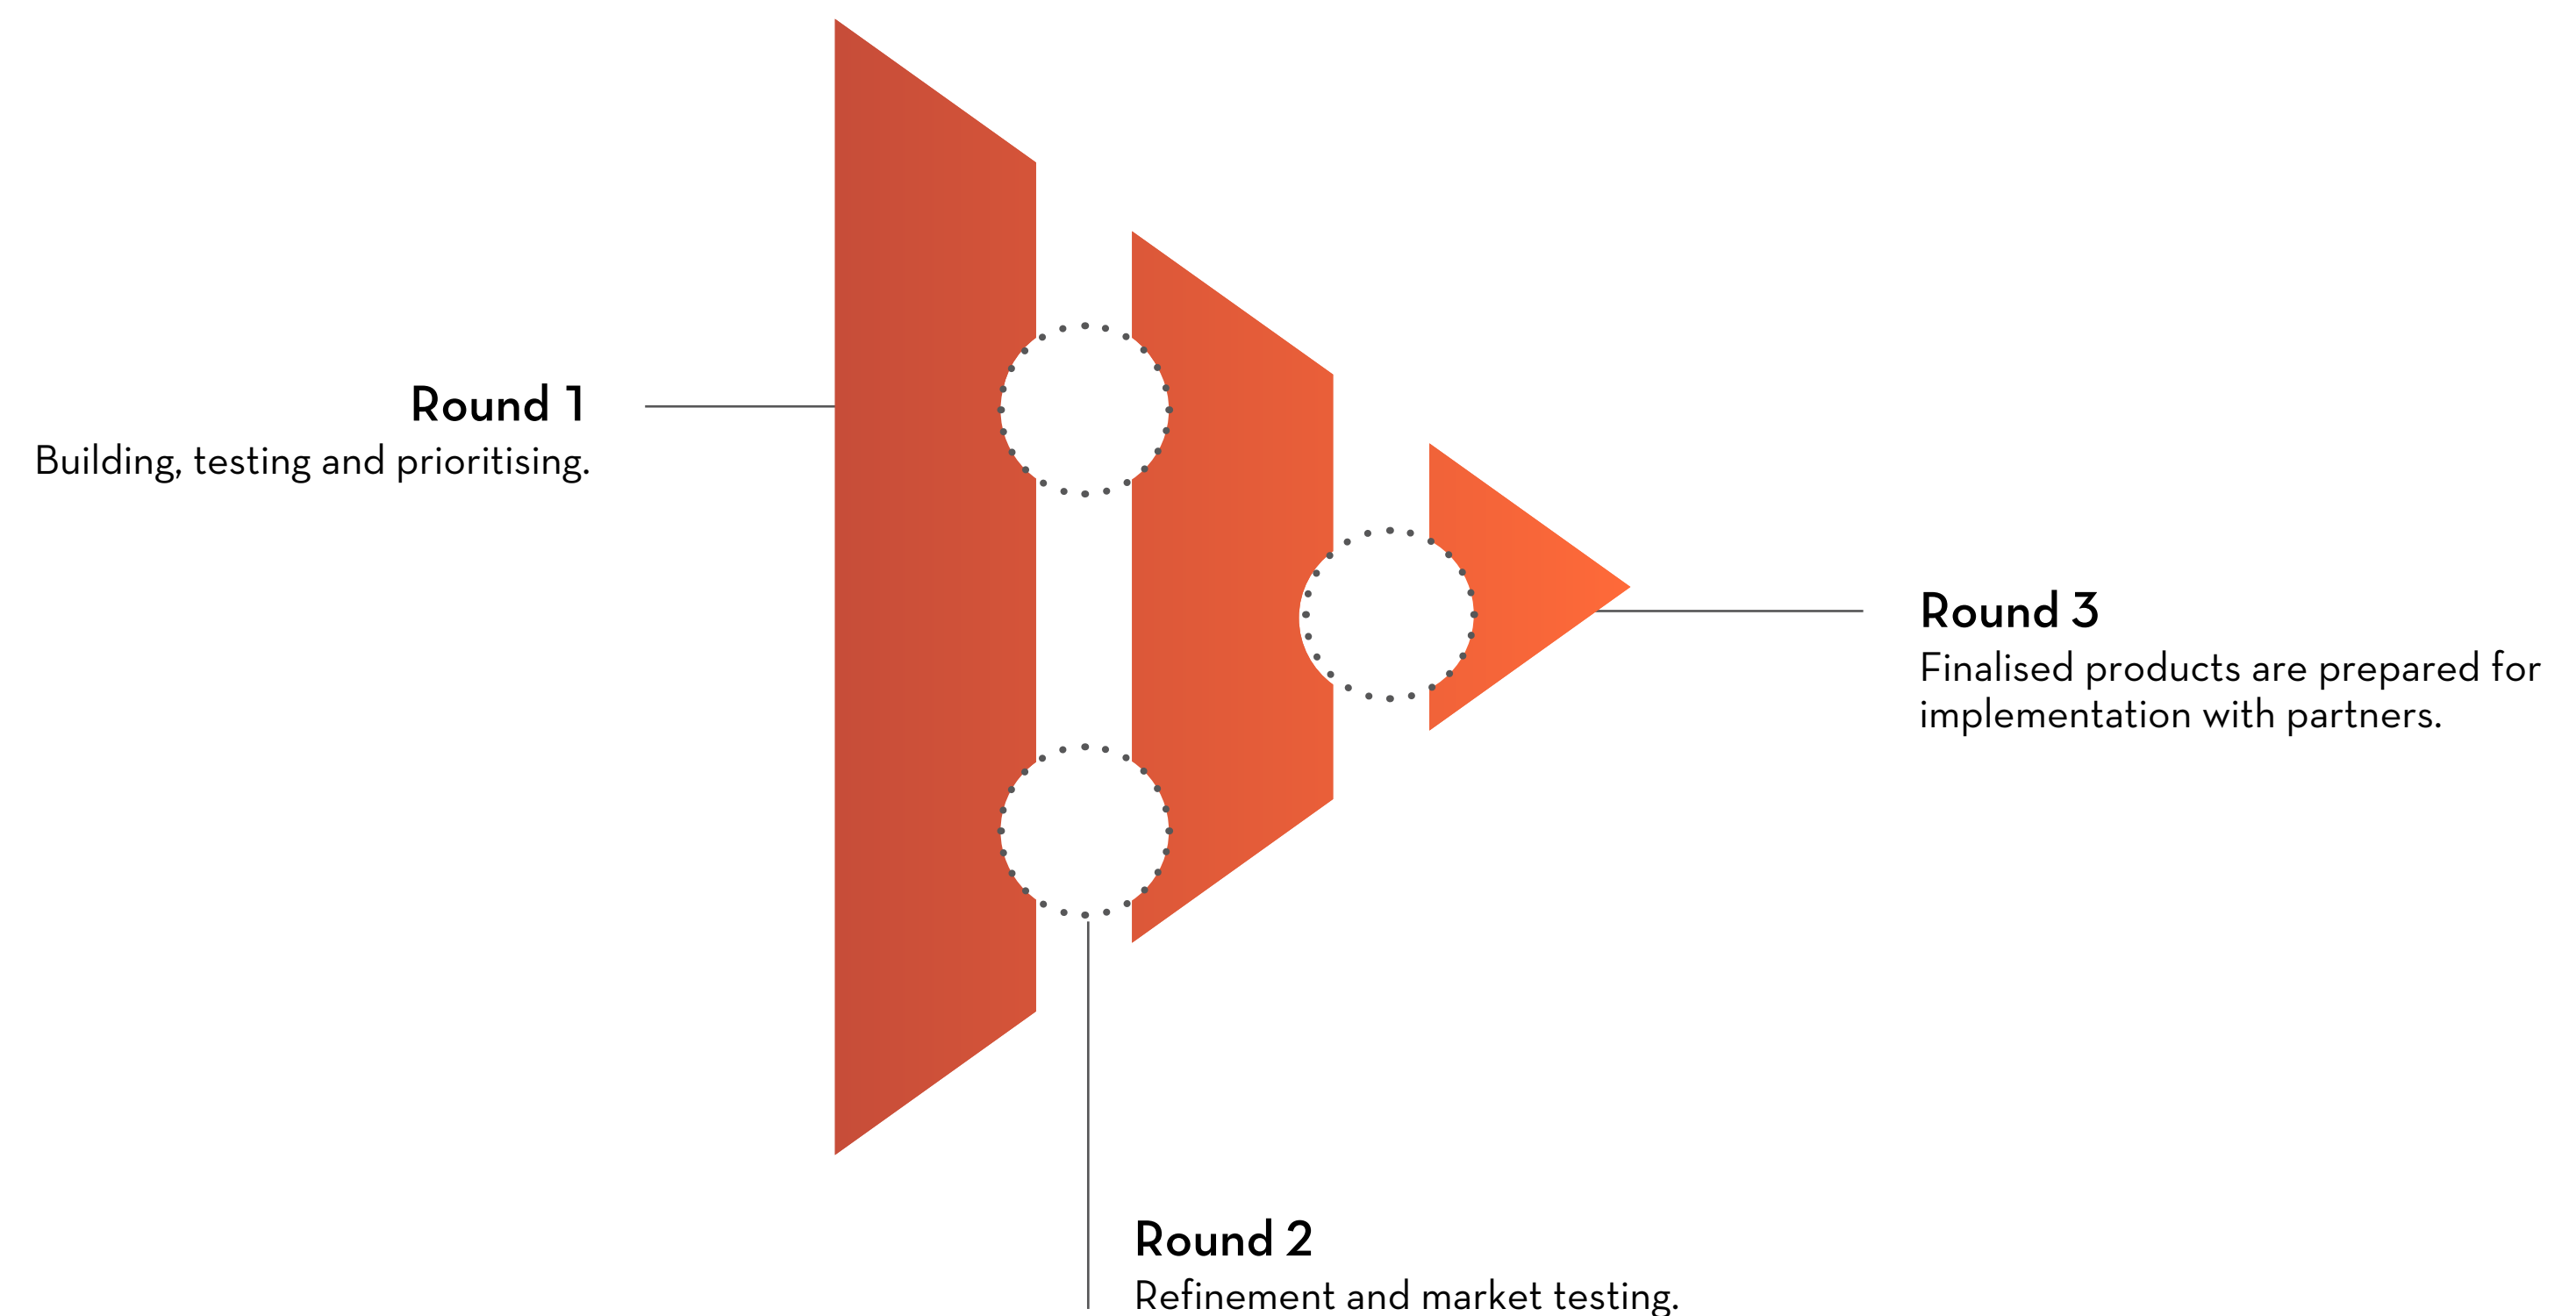 Round 1
Building, testing and prioritising.
Round 3
Finalised products are prepared for
implementation with partners.
Round 2
Refinement and market testing.